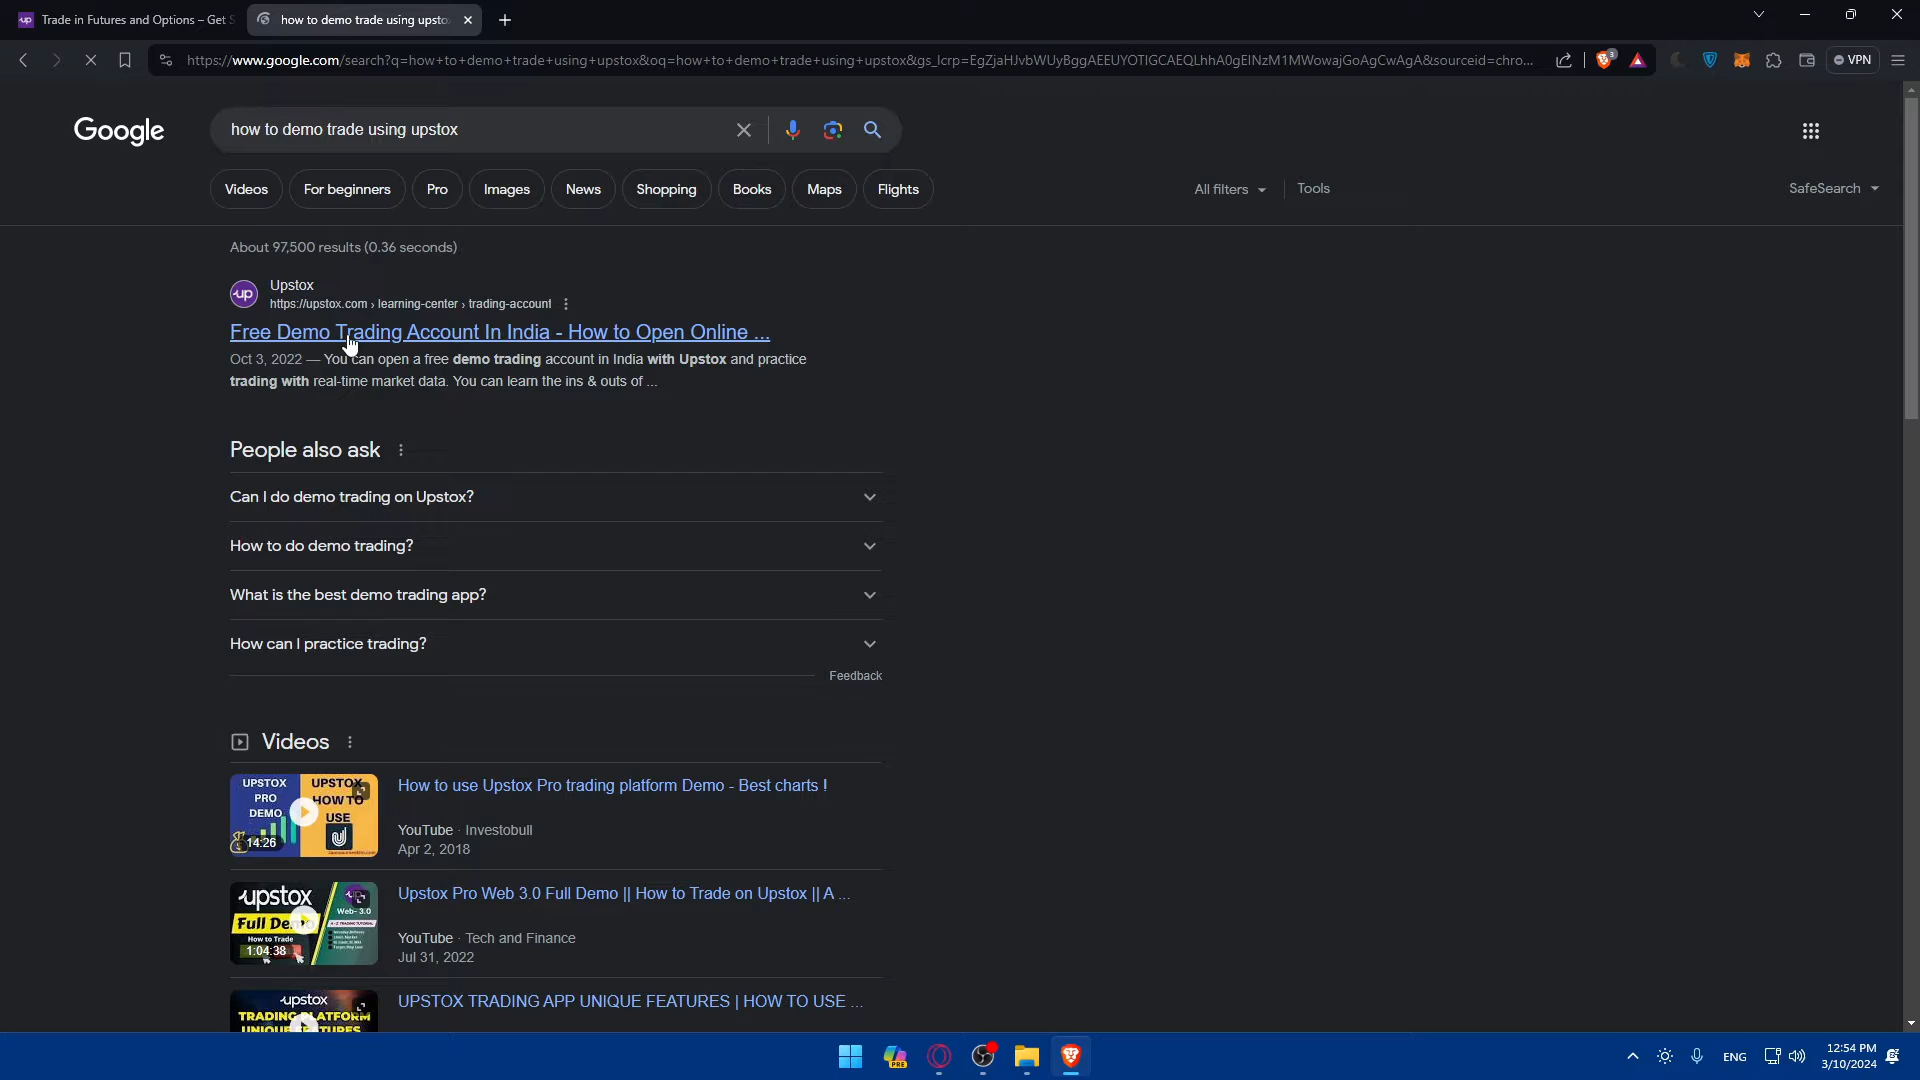 Trade in Futures and Options – Get S
how to demo trade using upsto
https://www.google.com/search?q=how+to+demo+trade+using+upstox&oq=how+to+demo+trade+using+upstox&gs_lcrp=EgZjaHJvbWUyBggAEEUYOTIGCAEQLhhA0gEINzM1MWowajGoAgCwAgA&sourceid=chro...
3
VPN
Google
how to demo trade using upstox
Videos
For beginners
Pro
Images
News
Shopping
Books
Maps
Flights
All filters
Tools
SafeSearch
About 97,500 results (0.36 seconds)
up
Upstox
https://upstox.com › learning-center › trading-account
Free Demo Trading Account In India - How to Open Online ...
Oct 3, 2022 — You can open a free demo trading account in India with Upstox and practice
trading with real-time market data. You can learn the ins & outs of ...
People also ask
Can I do demo trading on Upstox?
How to do demo trading?
What is the best demo trading app?
How can I practice trading?
Feedback
Videos
UPSTOX PRO DEMO
UPSTOX HOW TO USE
14:26
How to use Upstox Pro trading platform Demo - Best charts !
YouTube · Investobull
Apr 2, 2018
upstox
Full Demo
Web- 3.0
How to Trade
1:04:38
Upstox Pro Web 3.0 Full Demo || How to Trade on Upstox || A ...
YouTube · Tech and Finance
Jul 31, 2022
upstox
TRADING PLATFORM
UNIQUE FEATURES
UPSTOX TRADING APP UNIQUE FEATURES | HOW TO USE ...
PRE
ENG
12:54 PM
3/10/2024